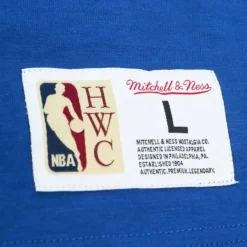 Mitchell & Ness
HWC
NBA
L
MITCHELL & NESS NOSTALGIA CO.
AUTHENTIC LICENSED APPAREL
DESIGNED IN PHILADELPHIA, PA.
ESTABLISHED 1904
AUTHENTIC. PREMIUM. LEGENDARY.